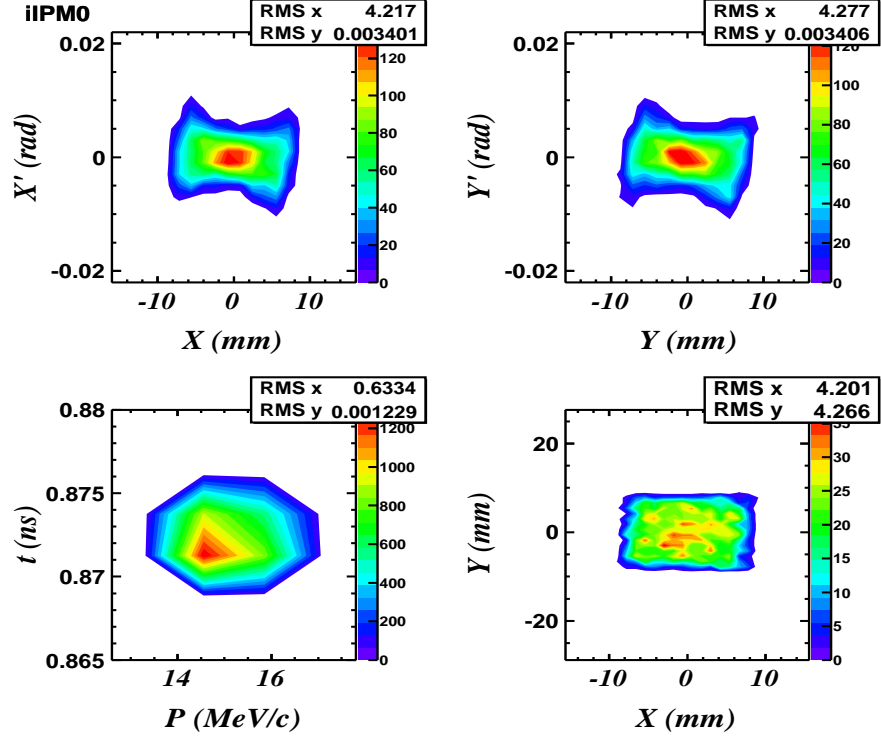 iIPM0
RMS x 4.217
RMS y 0.003401
0.02
0
-0.02
X' (rad)
-10 0 10
X (mm)
120
100
80
60
40
20
0
RMS x 4.277
RMS y 0.003406
0.02
0
-0.02
Y' (rad)
-10 0 10
Y (mm)
120
100
80
60
40
20
0
RMS x 0.6334
RMS y 0.001229
0.88
0.875
0.87
0.865
t (ns)
14 16
P (MeV/c)
1200
1000
800
600
400
200
0
RMS x 4.201
RMS y 4.266
20
0
-20
Y (mm)
-10 0 10
X (mm)
35
30
25
20
15
10
5
0